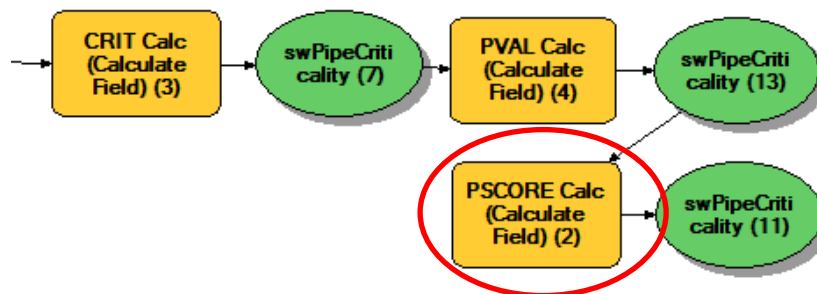 CRIT Calc
(Calculate
Field) (3)
swPipeCriti
cality (7)
PVAL Calc
(Calculate
Field) (4)
swPipeCriti
cality (13)
PSCORE Calc
(Calculate
Field) (2)
swPipeCriti
cality (11)